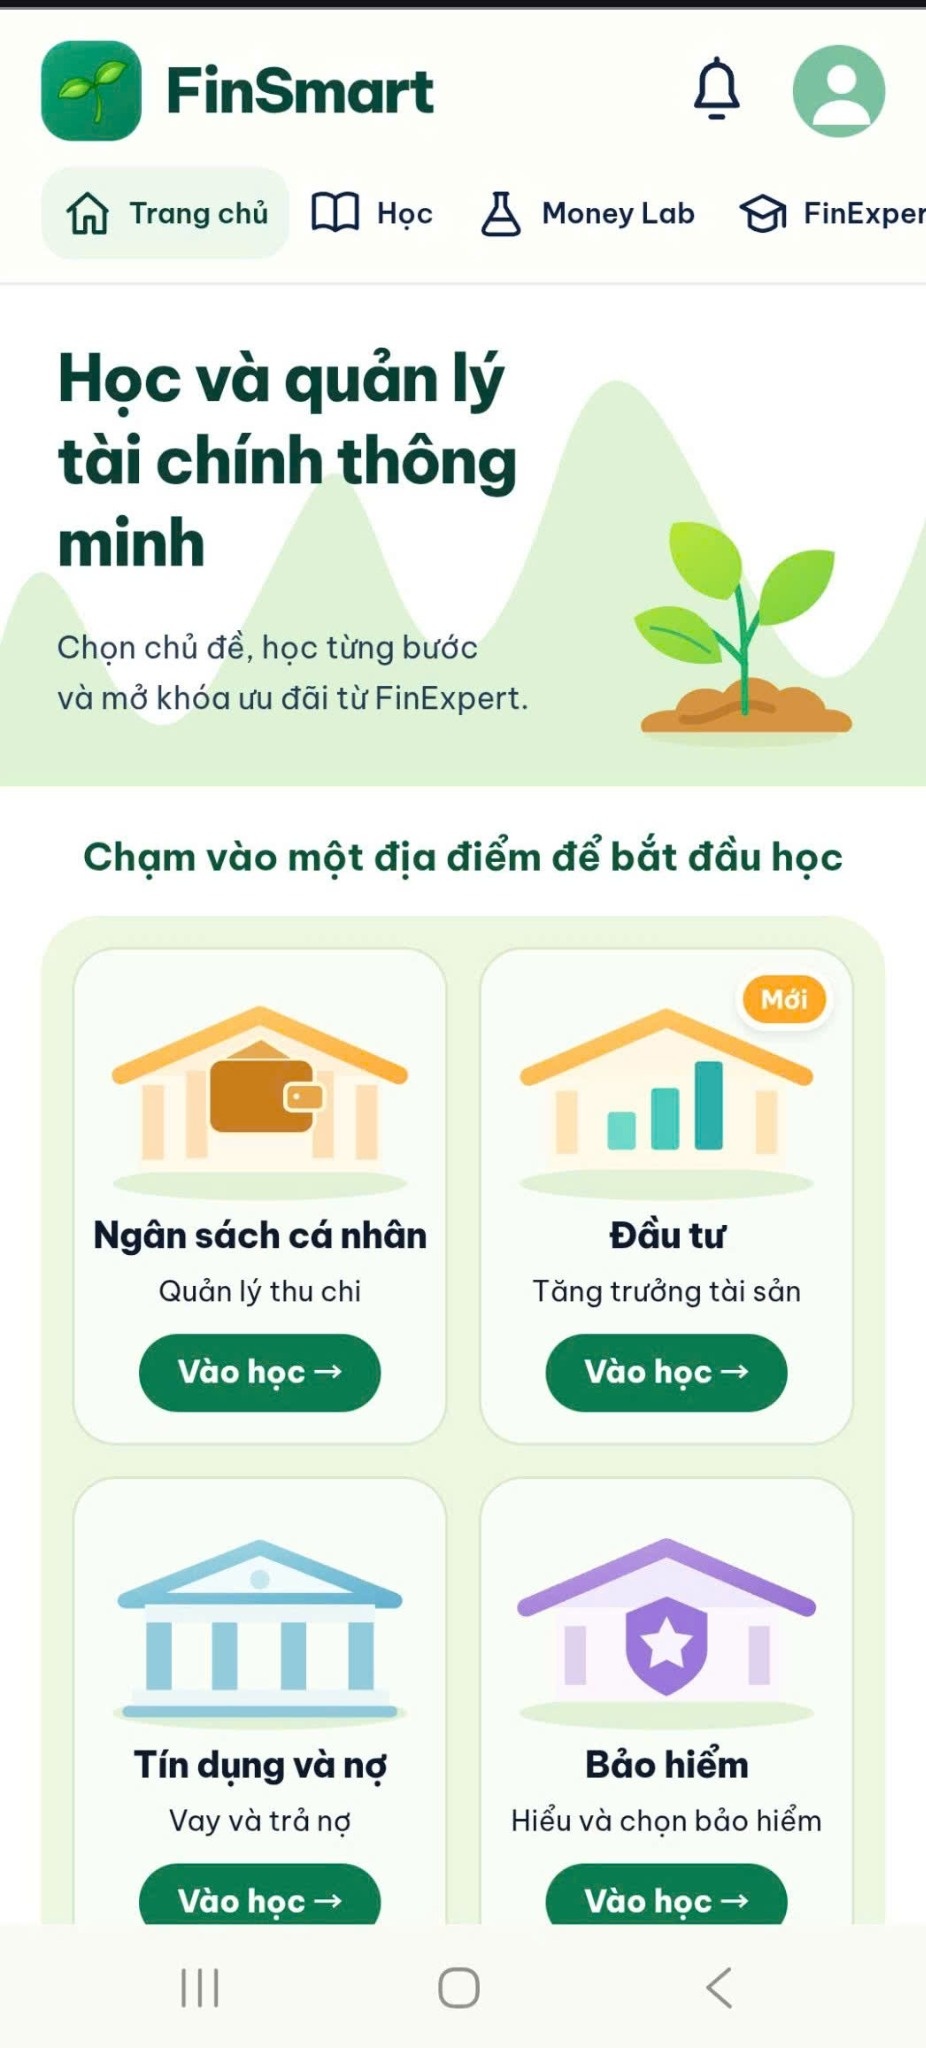 FinSmart
Trang chủ
Học
Money Lab
FinExper
Học và quản lý
tài chính thông
minh
Chọn chủ đề, học từng bước
và mở khóa ưu đãi từ FinExpert.
Chạm vào một địa điểm để bắt đầu học
Mới
Ngân sách cá nhân
Quản lý thu chi
Vào học →
Đầu tư
Tăng trưởng tài sản
Vào học →
Tín dụng và nợ
Vay và trả nợ
Vào học →
Bảo hiểm
Hiểu và chọn bảo hiểm
Vào học →